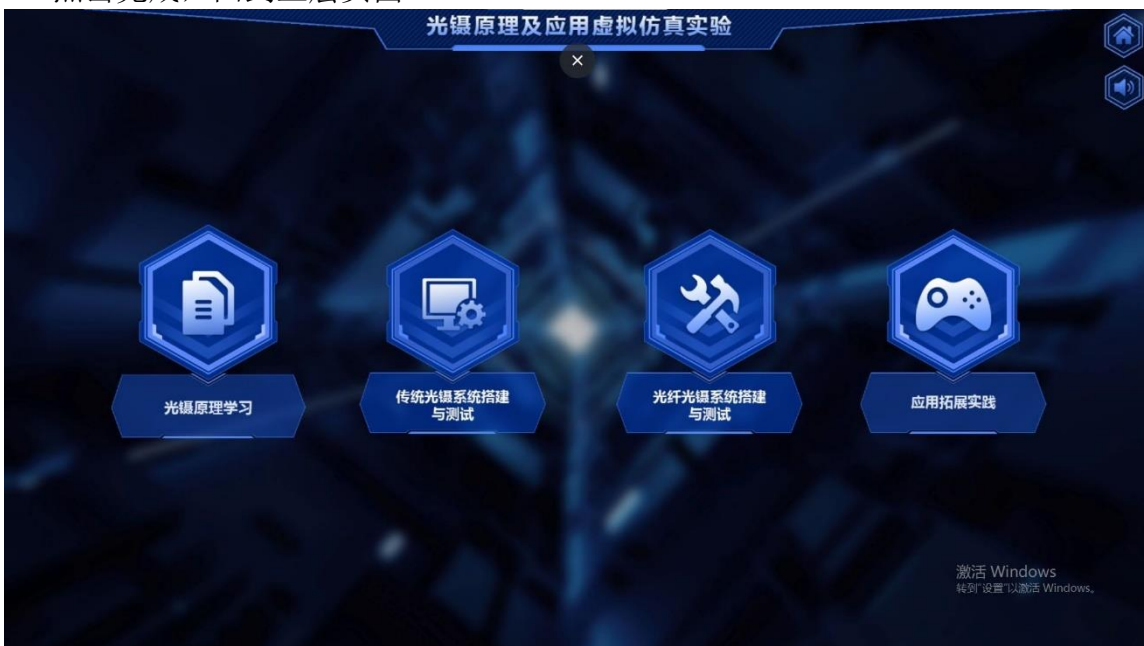 光镊原理及应用虚拟仿真实验
光镊原理学习
传统光镊系统搭建
与测试
光纤光镊系统搭建
与测试
应用拓展实践
激活 Windows
转到"设置"以激活 Windows。